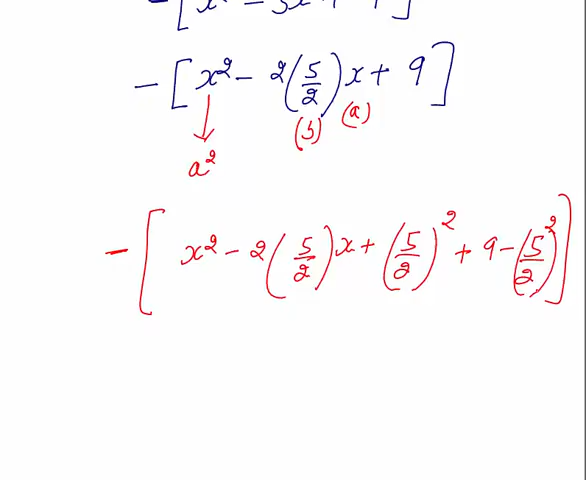 - [x² - 2(5/2)x + 9]
(b) (a)
a²
- [x² - 2(5/2)x + (5/2)² + 9 - (5/2)²]